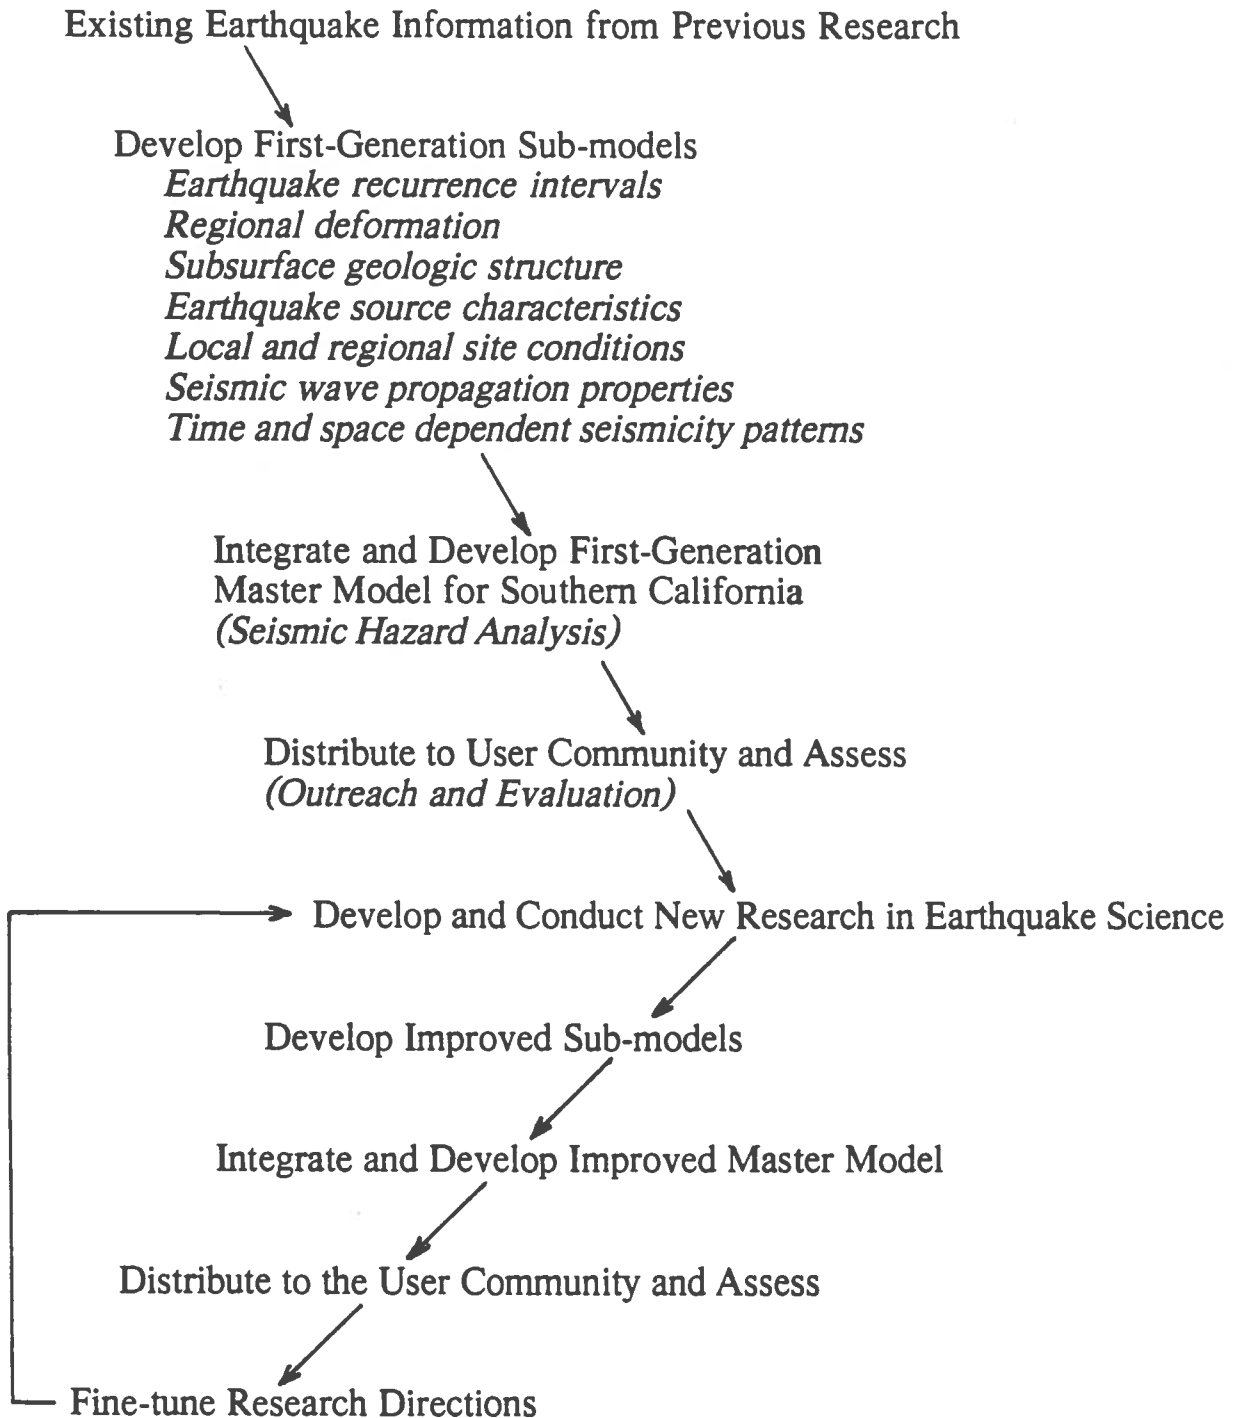 Existing Earthquake Information from Previous Research
Develop First-Generation Sub-models
Earthquake recurrence intervals
Regional deformation
Subsurface geologic structure
Earthquake source characteristics
Local and regional site conditions
Seismic wave propagation properties
Time and space dependent seismicity patterns
Integrate and Develop First-Generation
Master Model for Southern California
(Seismic Hazard Analysis)
Distribute to User Community and Assess
(Outreach and Evaluation)
Develop and Conduct New Research in Earthquake Science
Develop Improved Sub-models
Integrate and Develop Improved Master Model
Distribute to the User Community and Assess
Fine-tune Research Directions